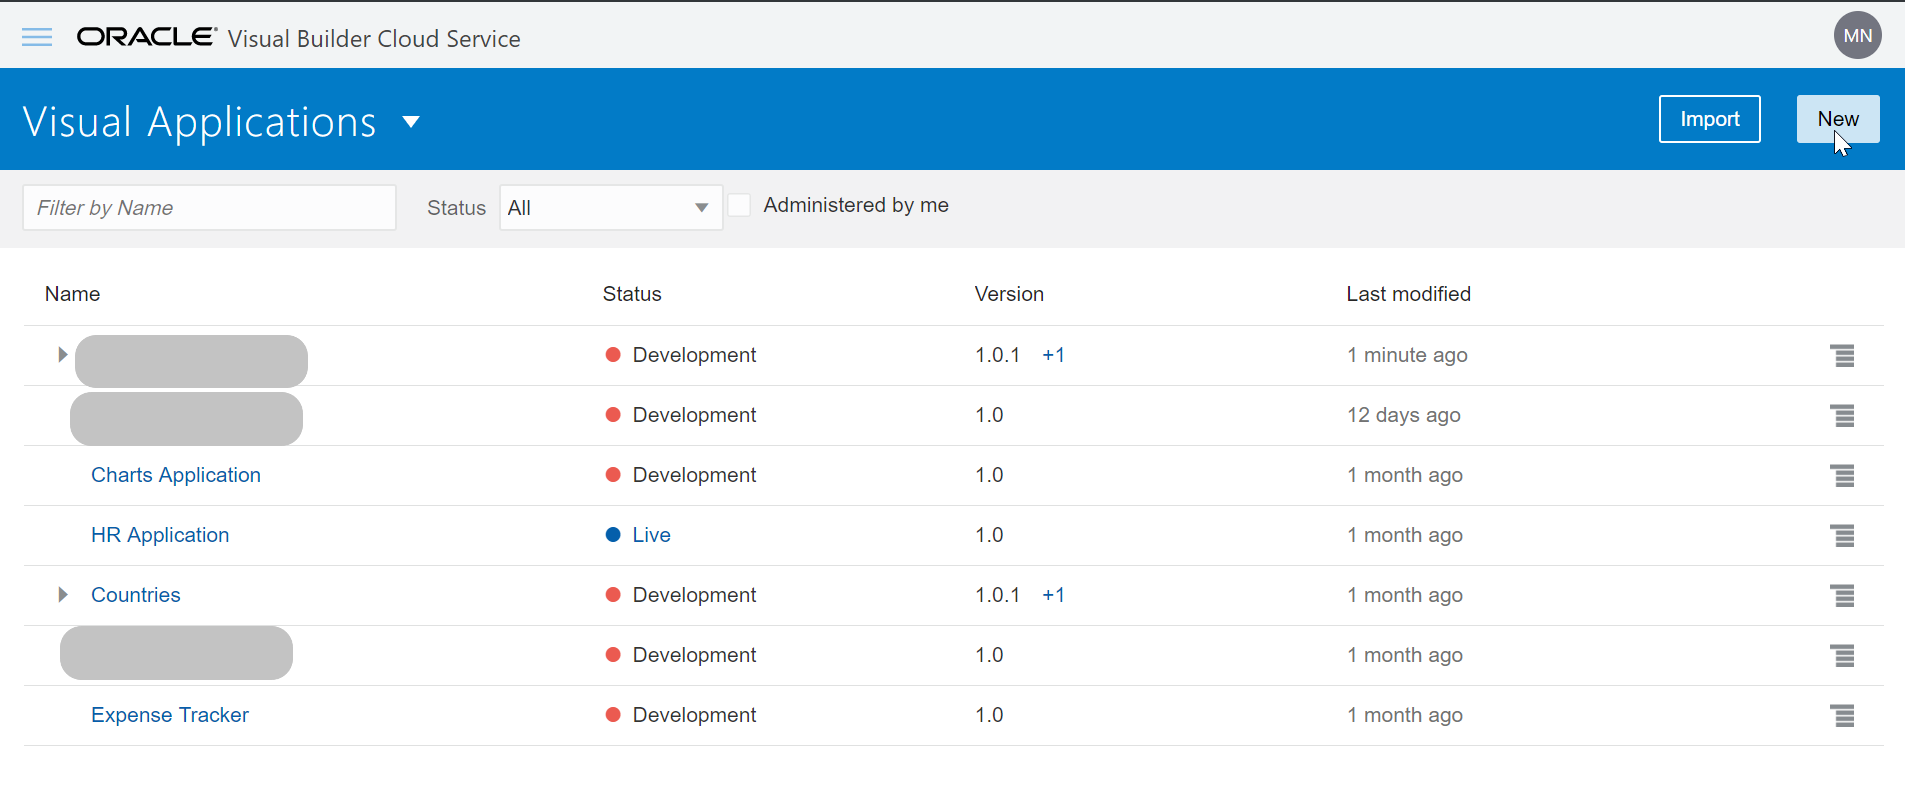 ORACLE® Visual Builder Cloud Service MN
Visual Applications Import New
Filter by Name Status All Administered by me
Name Status Version Last modified
Development 1.0.1 +1 1 minute ago
Development 1.0 12 days ago
Charts Application Development 1.0 1 month ago
HR Application Live 1.0 1 month ago
Countries Development 1.0.1 +1 1 month ago
Development 1.0 1 month ago
Expense Tracker Development 1.0 1 month ago